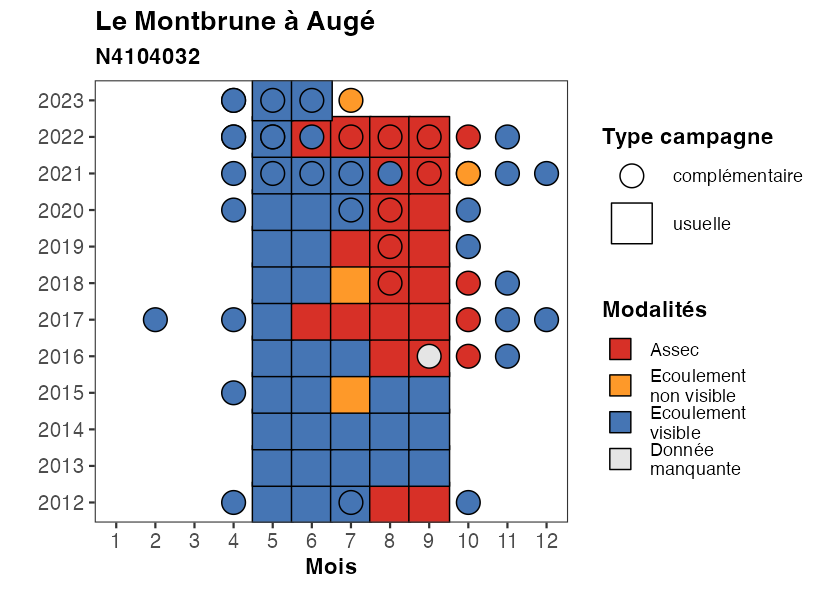 Le Montbrune à Augé
N4104032
2023
2022
2021
2020
2019
2018
2017
2016
2015
2014
2013
2012
1 2 3 4 5 6 7 8 9 10 11 12
Mois
Type campagne
complémentaire
usuelle
Modalités
Assec
Ecoulement
non visible
Ecoulement
visible
Donnée
manquante